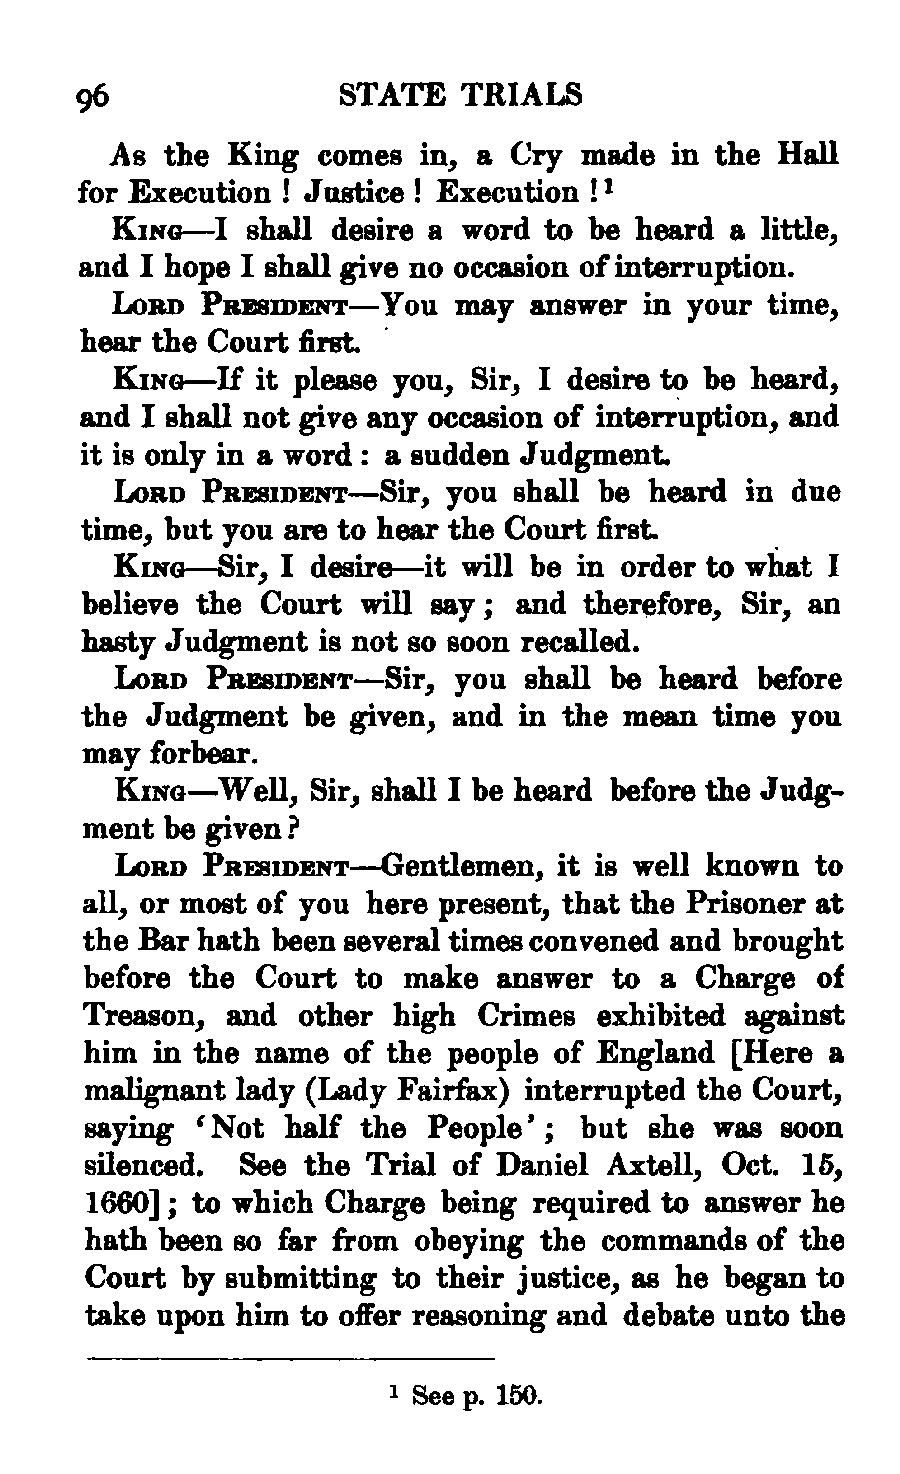 96 STATE TRIALS
As the King comes in, a Cry made in the Hall
for Execution ! Justice ! Execution ! 1
KING—I shall desire a word to be heard a little,
and I hope I shall give no occasion of interruption.
LORD PRESIDENT—You may answer in your time,
hear the Court first.
KING—If it please you, Sir, I desire to be heard,
and I shall not give any occasion of interruption, and
it is only in a word : a sudden Judgment.
LORD PRESIDENT—Sir, you shall be heard in due
time, but you are to hear the Court first.
KING—Sir, I desire—it will be in order to what I
believe the Court will say ; and therefore, Sir, an
hasty Judgment is not so soon recalled.
LORD PRESIDENT—Sir, you shall be heard before
the Judgment be given, and in the mean time you
may forbear.
KING—Well, Sir, shall I be heard before the Judg-
ment be given ?
LORD PRESIDENT—Gentlemen, it is well known to
all, or most of you here present, that the Prisoner at
the Bar hath been several times convened and brought
before the Court to make answer to a Charge of
Treason, and other high Crimes exhibited against
him in the name of the people of England [Here a
malignant lady (Lady Fairfax) interrupted the Court,
saying ‘Not half the People’ ; but she was soon
silenced. See the Trial of Daniel Axtell, Oct. 15,
1660] ; to which Charge being required to answer he
hath been so far from obeying the commands of the
Court by submitting to their justice, as he began to
take upon him to offer reasoning and debate unto the
1 See p. 150.